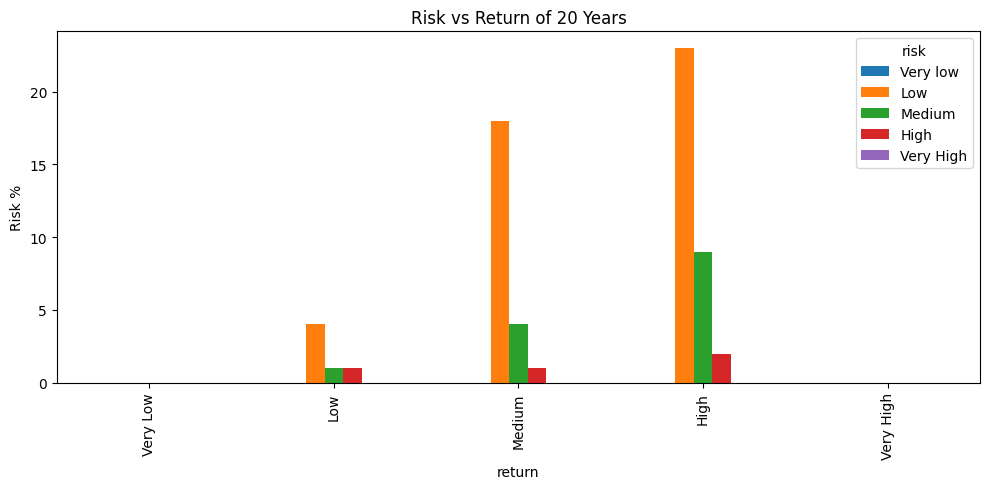 Risk vs Return of 20 Years
risk
Very low
Low
Medium
High
Very High
Risk %
20
15
10
5
0
Very Low
Low
Medium
High
Very High
return